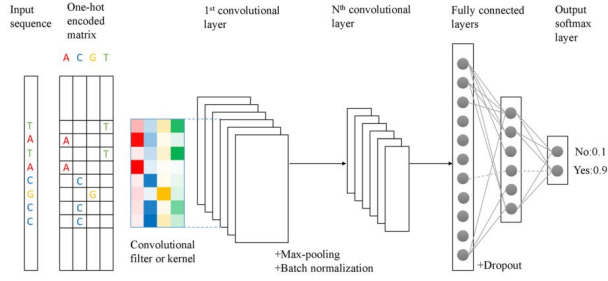 Input
sequence
One-hot
encoded
matrix
1st convolutional
layer
Nth convolutional
layer
Fully connected
layers
Output
softmax
layer
A C G T
T
A
T
A
C
G
C
C
T
A
T
A
C
G
C
C
No:0.1
Yes:0.9
Convolutional
filter or kernel
+Max-pooling
+Batch normalization
+Dropout